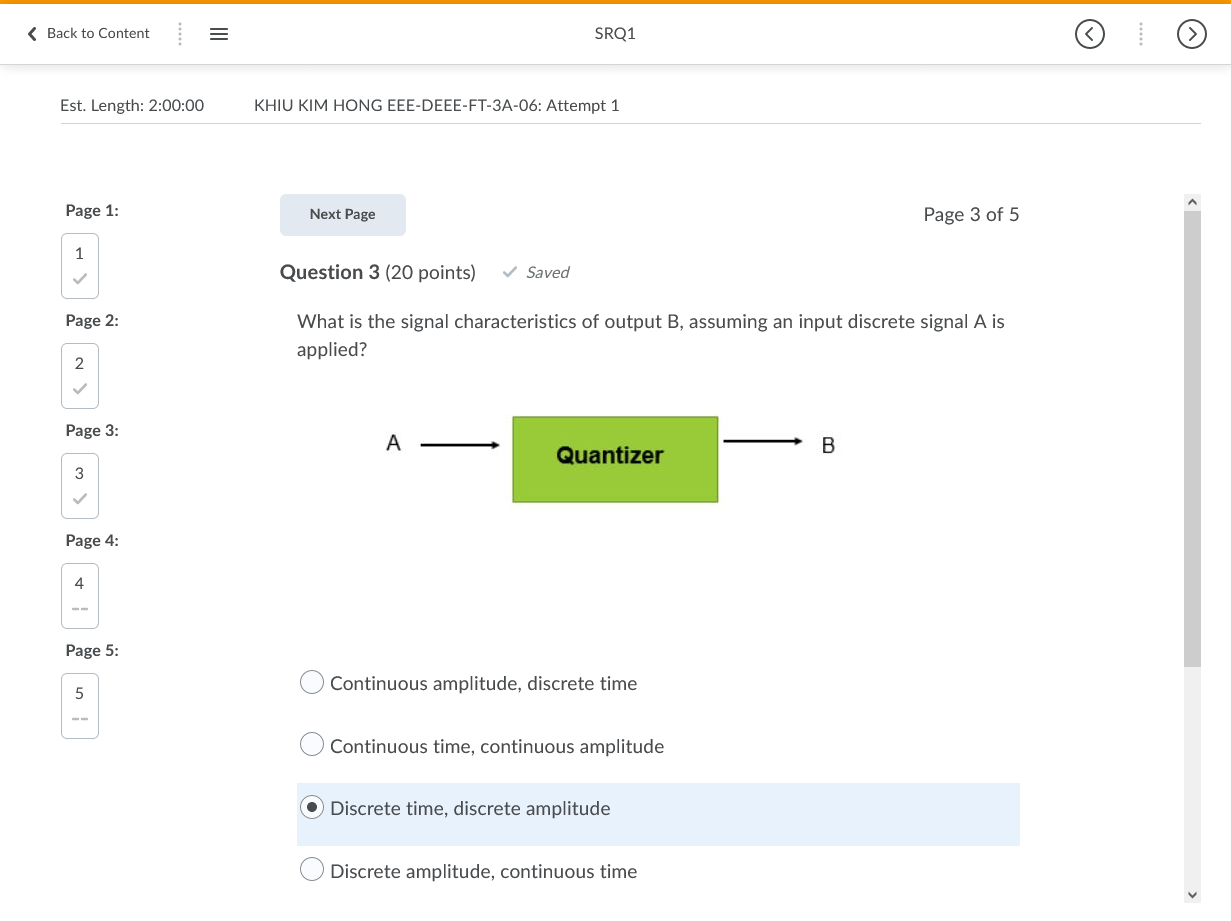 Back to Content
SRQ1
Est. Length: 2:00:00 KHIU KIM HONG EEE-DEEE-FT-3A-06: Attempt 1
Page 1:
1
Page 2:
2
Page 3:
3
Page 4:
4
--
Page 5:
5
--
Next Page
Page 3 of 5
Question 3 (20 points) Saved
What is the signal characteristics of output B, assuming an input discrete signal A is
applied?
A
Quantizer
B
Continuous amplitude, discrete time
Continuous time, continuous amplitude
Discrete time, discrete amplitude
Discrete amplitude, continuous time